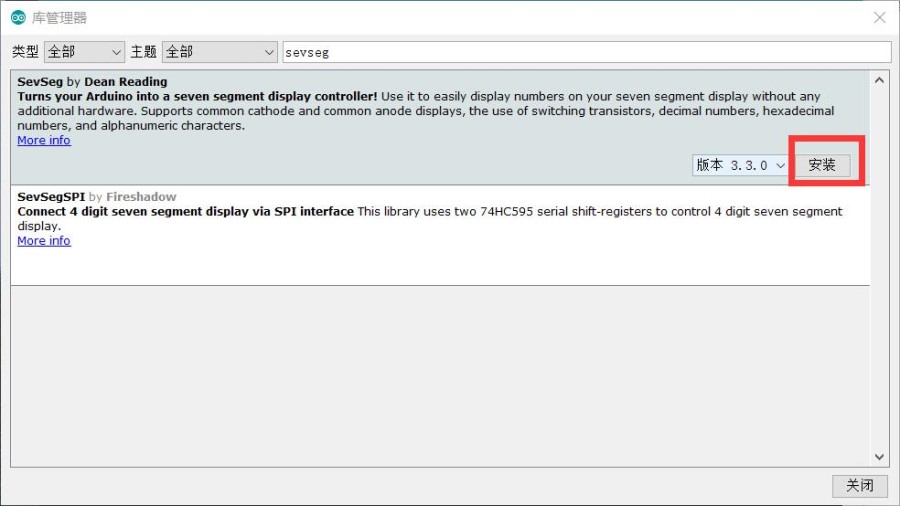 库管理器
类型 全部 主题 全部 sevseg
SevSeg by Dean Reading
Turns your Arduino into a seven segment display controller! Use it to easily display numbers on your seven segment display without any
additional hardware. Supports common cathode and common anode displays, the use of switching transistors, decimal numbers, hexadecimal
numbers, and alphanumeric characters.
More info
版本 3.3.0 安装
SevSegSPI by Fireshadow
Connect 4 digit seven segment display via SPI interface This library uses two 74HC595 serial shift-registers to control 4 digit seven segment
display.
More info
关闭